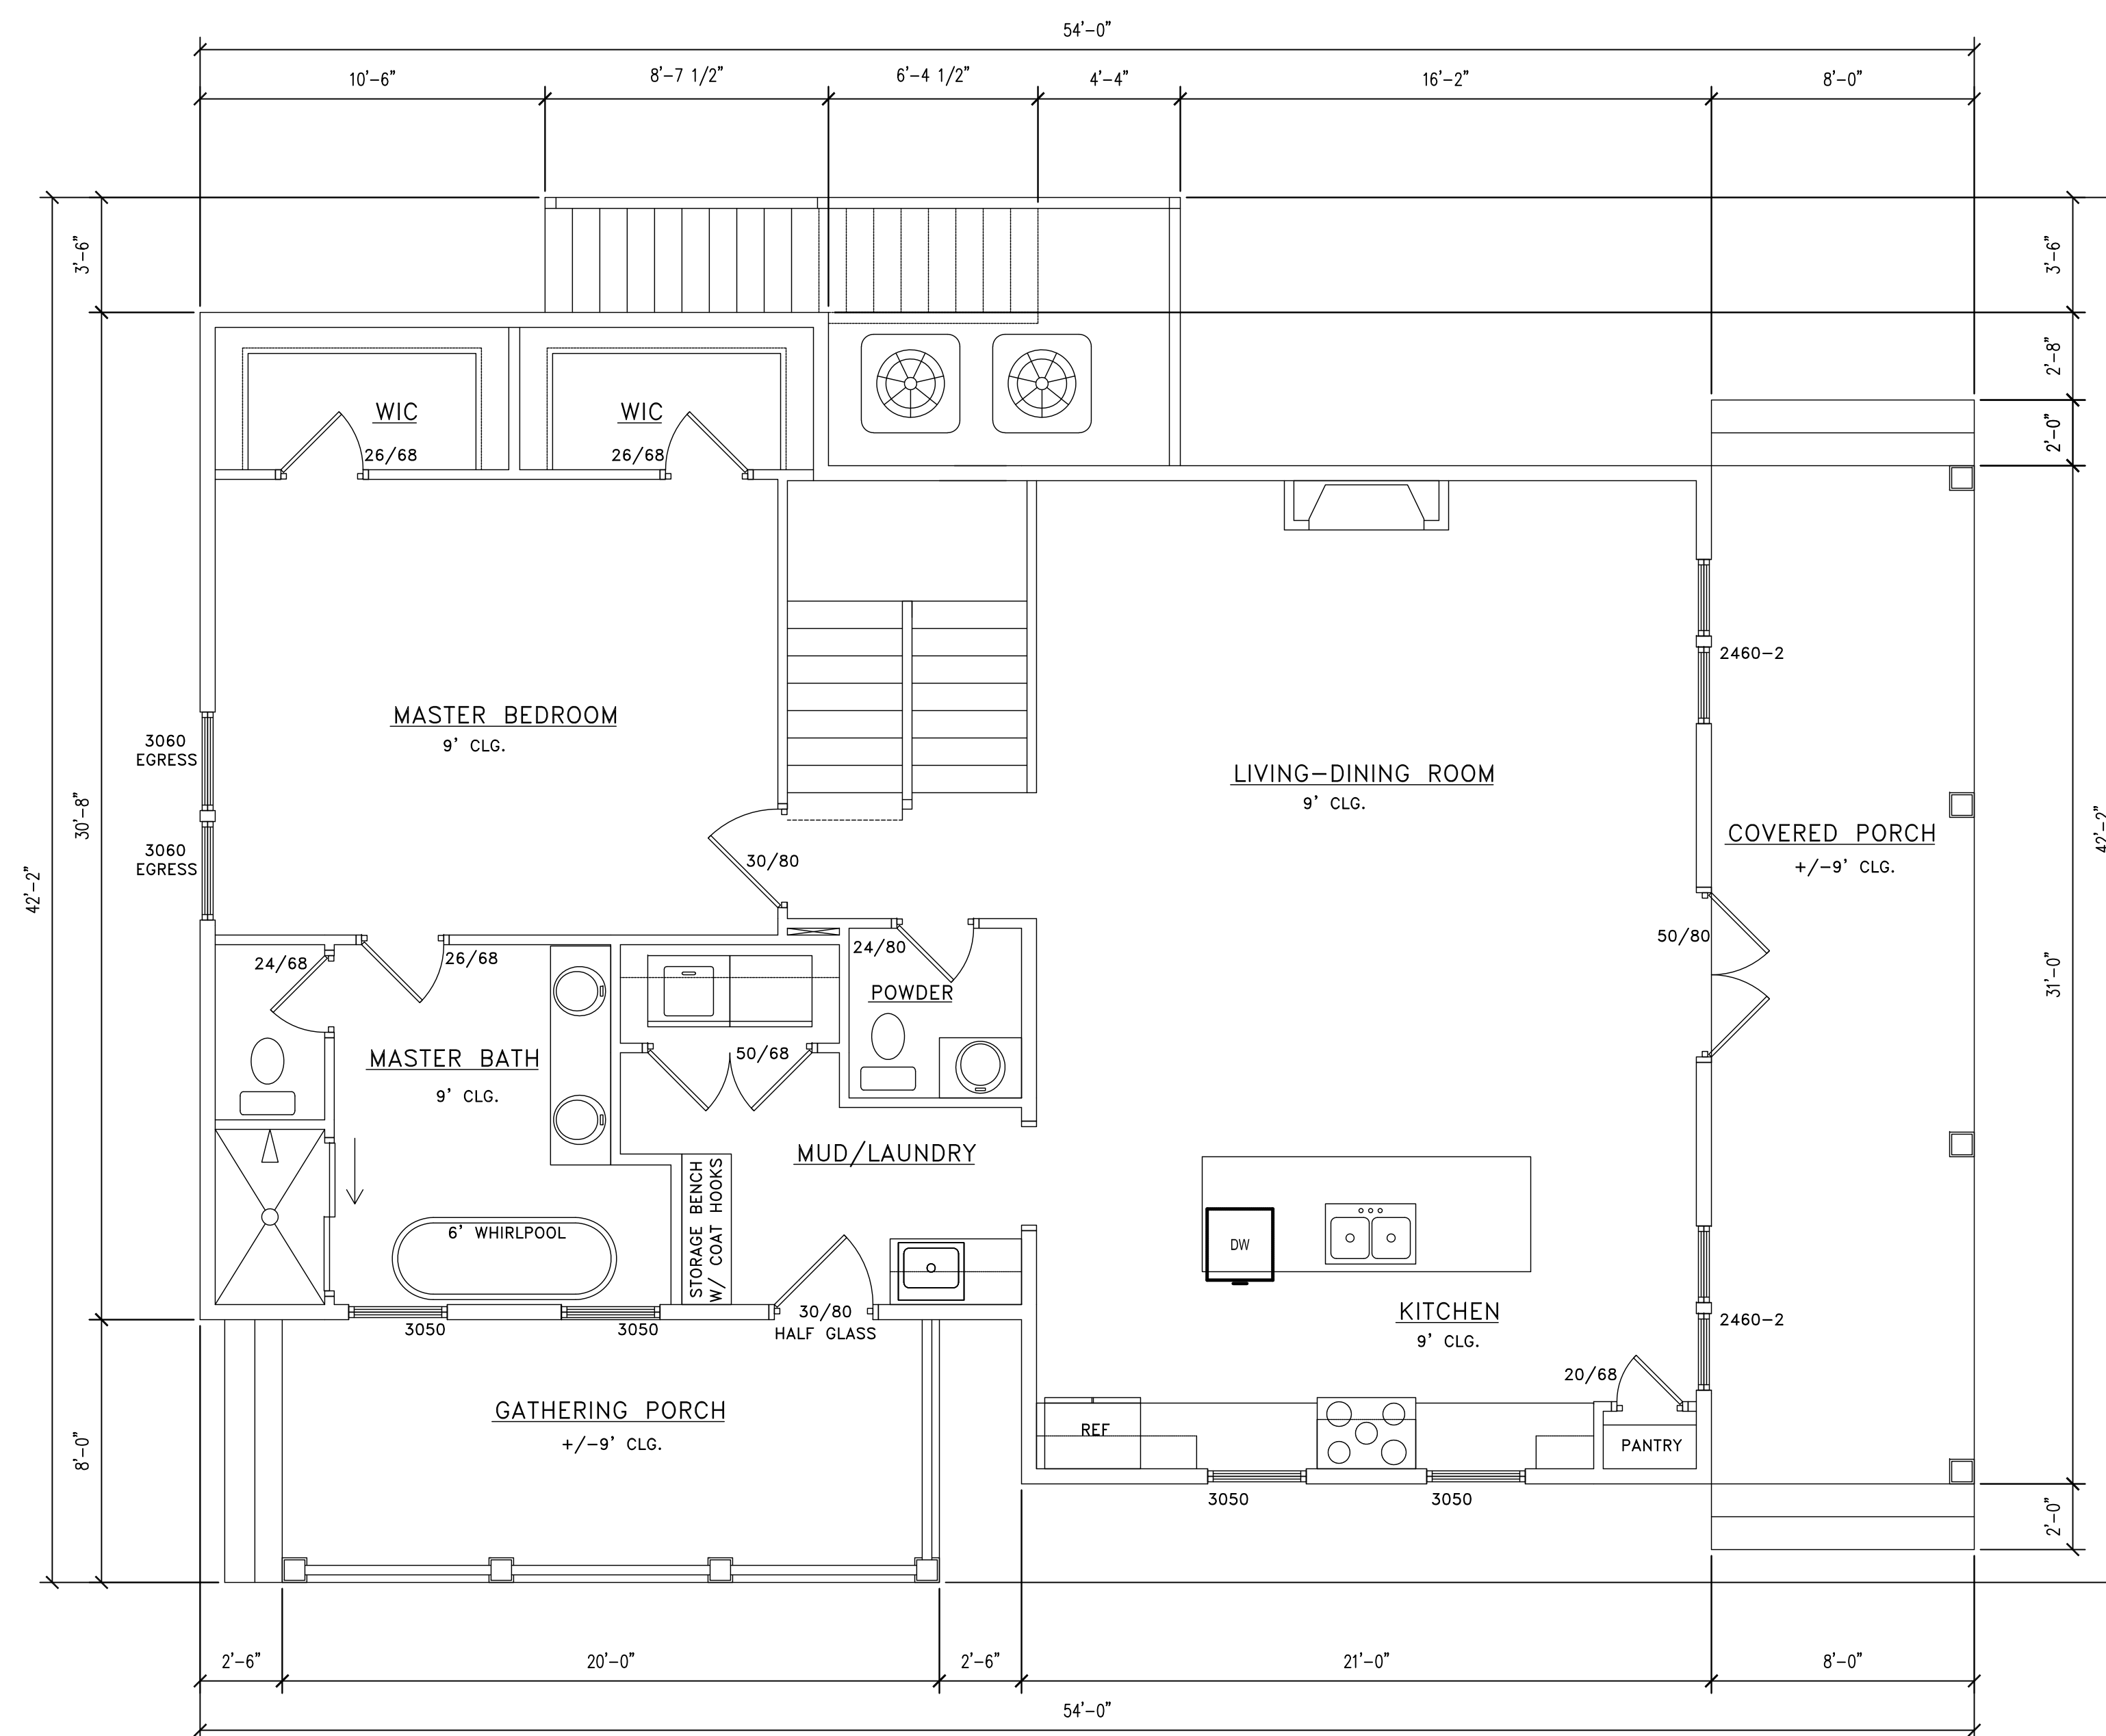 54'-0"
10'-6"
8'-7 1/2"
6'-4 1/2"
4'-4"
16'-2"
8'-0"
3'-6"
3'-6"
2'-8"
2'-0"
WIC
26/68
WIC
26/68
2460-2
MASTER BEDROOM
9' CLG.
3060
EGRESS
3060
EGRESS
LIVING-DINING ROOM
9' CLG.
COVERED PORCH
+/-9' CLG.
30'-8"
42'-2"
42'-2"
31'-0"
30/80
24/80
50/80
24/68
26/68
POWDER
50/68
MASTER BATH
9' CLG.
MUD/LAUNDRY
STORAGE BENCH
W/ COAT HOOKS
6' WHIRLPOOL
DW
3050
3050
30/80
HALF GLASS
KITCHEN
9' CLG.
2460-2
20/68
GATHERING PORCH
+/-9' CLG.
REF
PANTRY
8'-0"
3050
3050
2'-0"
2'-6"
20'-0"
2'-6"
21'-0"
8'-0"
54'-0"